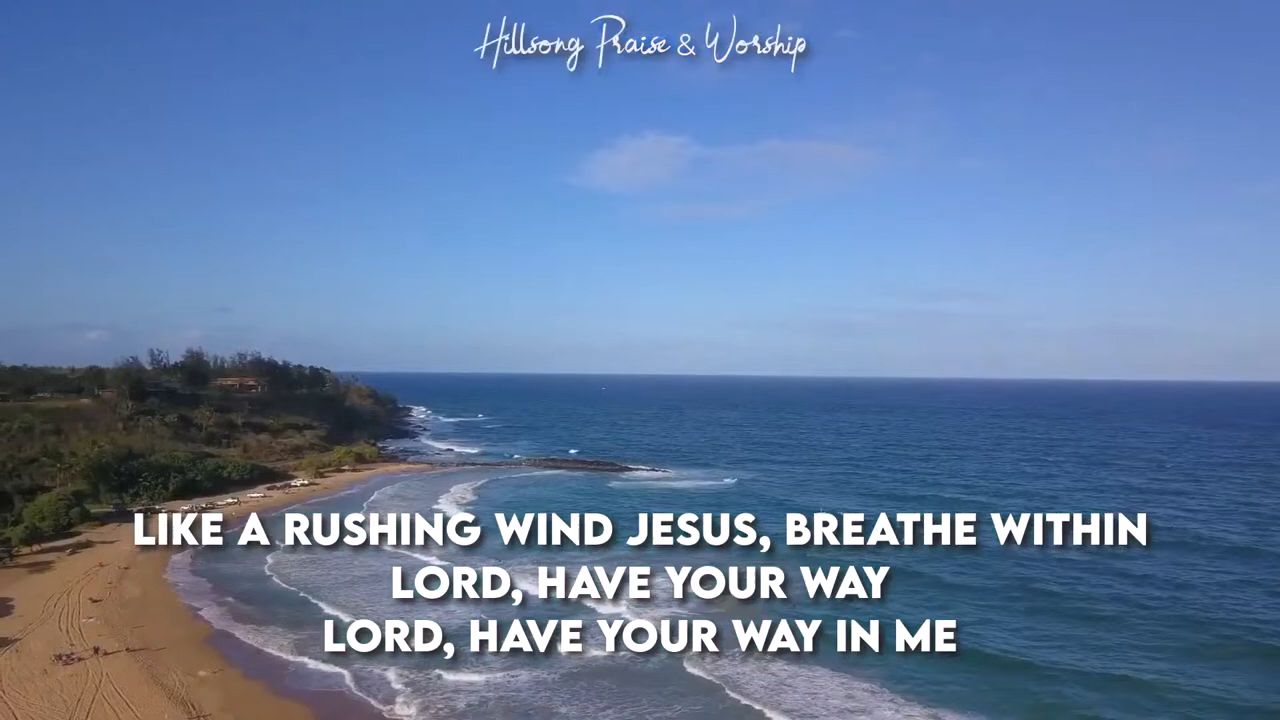 Hillsong Praise & Worship
LIKE A RUSHING WIND JESUS, BREATHE WITHIN
LORD, HAVE YOUR WAY
LORD, HAVE YOUR WAY IN ME